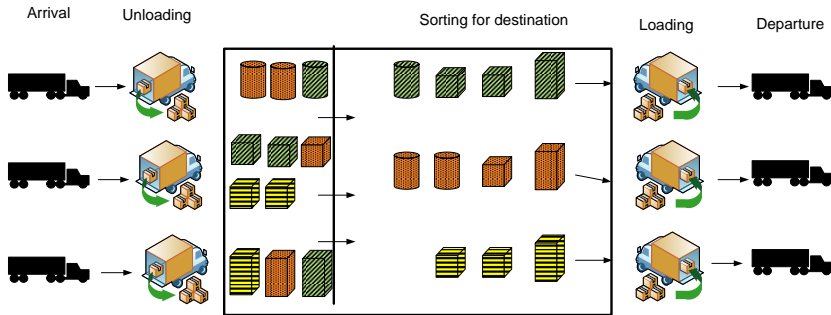 Arrival
Unloading
Sorting for destination
Loading
Departure